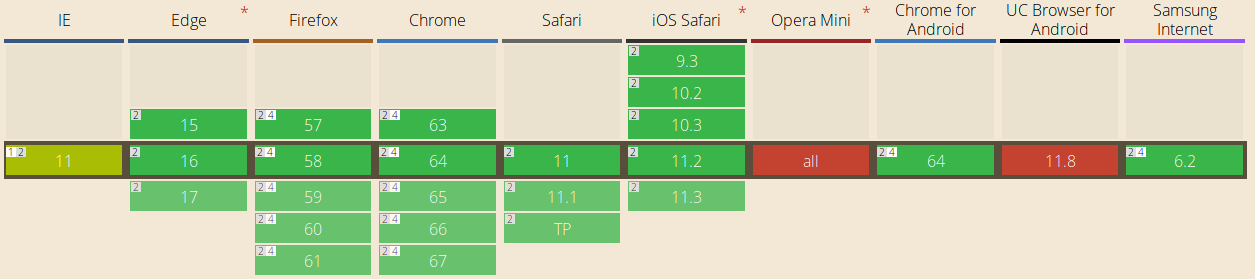 IE Edge * Firefox Chrome Safari iOS Safari * Opera Mini * Chrome for Android UC Browser for Android Samsung Internet
2 9.3
2 10.2
2 15 2 4 57 2 4 63 2 10.3
1 2 11 2 16 2 4 58 2 4 64 2 11 2 11.2 all 2 4 64 11.8 2 4 6.2
2 17 2 4 59 2 4 65 2 11.1 2 11.3
2 4 60 2 4 66 2 TP
2 4 61 2 4 67